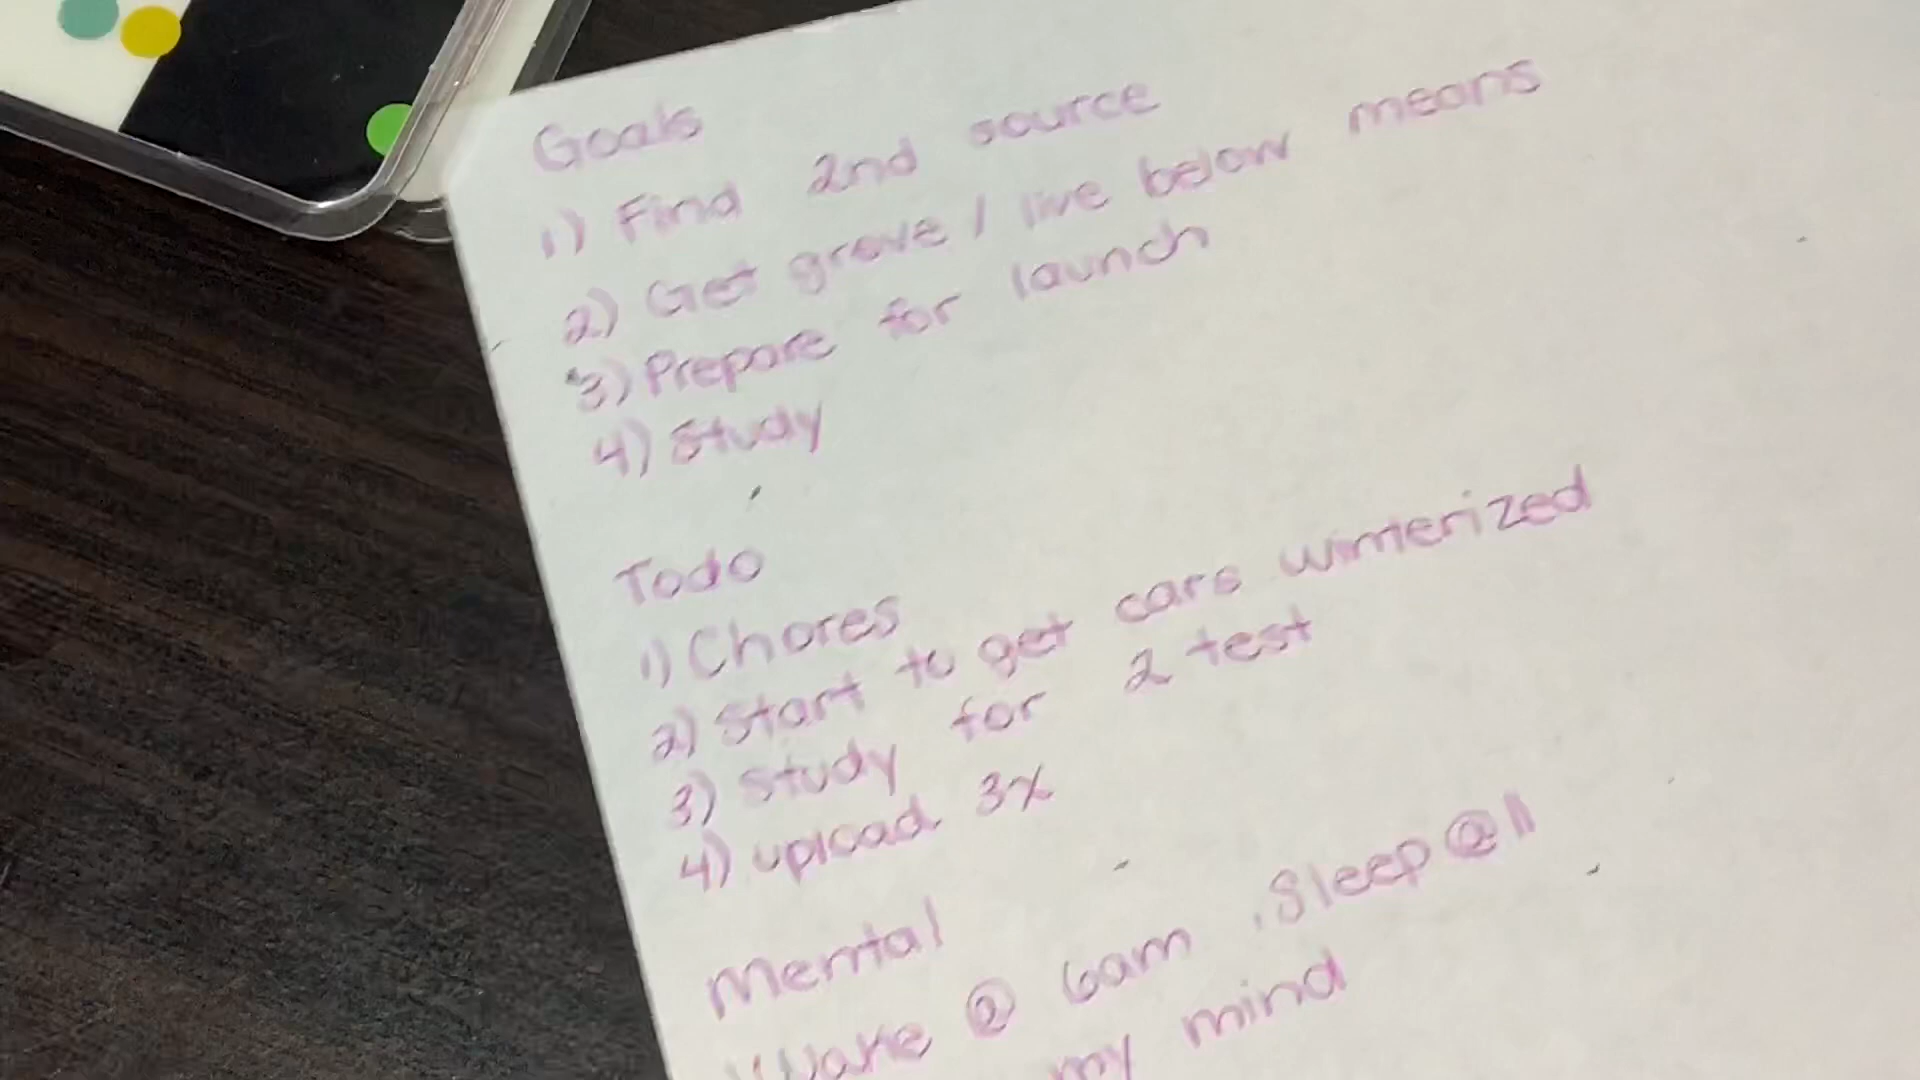 Goals
1) Find 2nd source
2) Get grove / live below means
3) Prepare for launch
4) Study
Todo
1) Chores
2) Start to get cars winterized
3) Study for 2 test
4) upload 3x
Mental
Wake @ 6am . Sleep @ 11
my mind